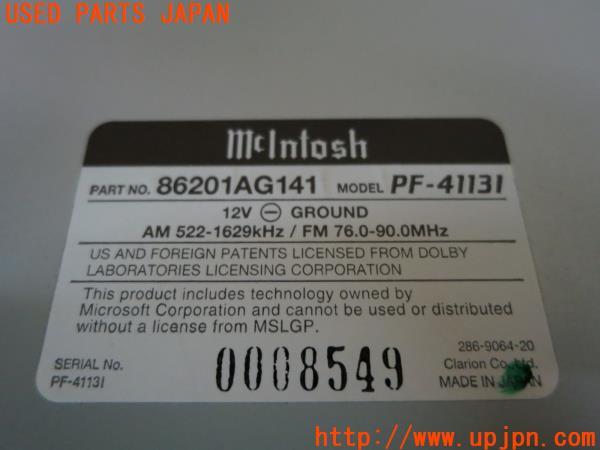 USED PARTS JAPAN
McIntosh
PART NO. 86201AG141 MODEL PF-4113I
12V ⊖ GROUND
AM 522-1629kHz / FM 76.0-90.0MHz
US AND FOREIGN PATENTS LICENSED FROM DOLBY
LABORATORIES LICENSING CORPORATION
This product includes technology owned by
Microsoft Corporation and cannot be used or distributed
without a license from MSLGP.
286-9064-20
SERIAL No. 0008549 Clarion Co., Ltd.
PF-4113I MADE IN JAPAN
http://www.upjpn.com